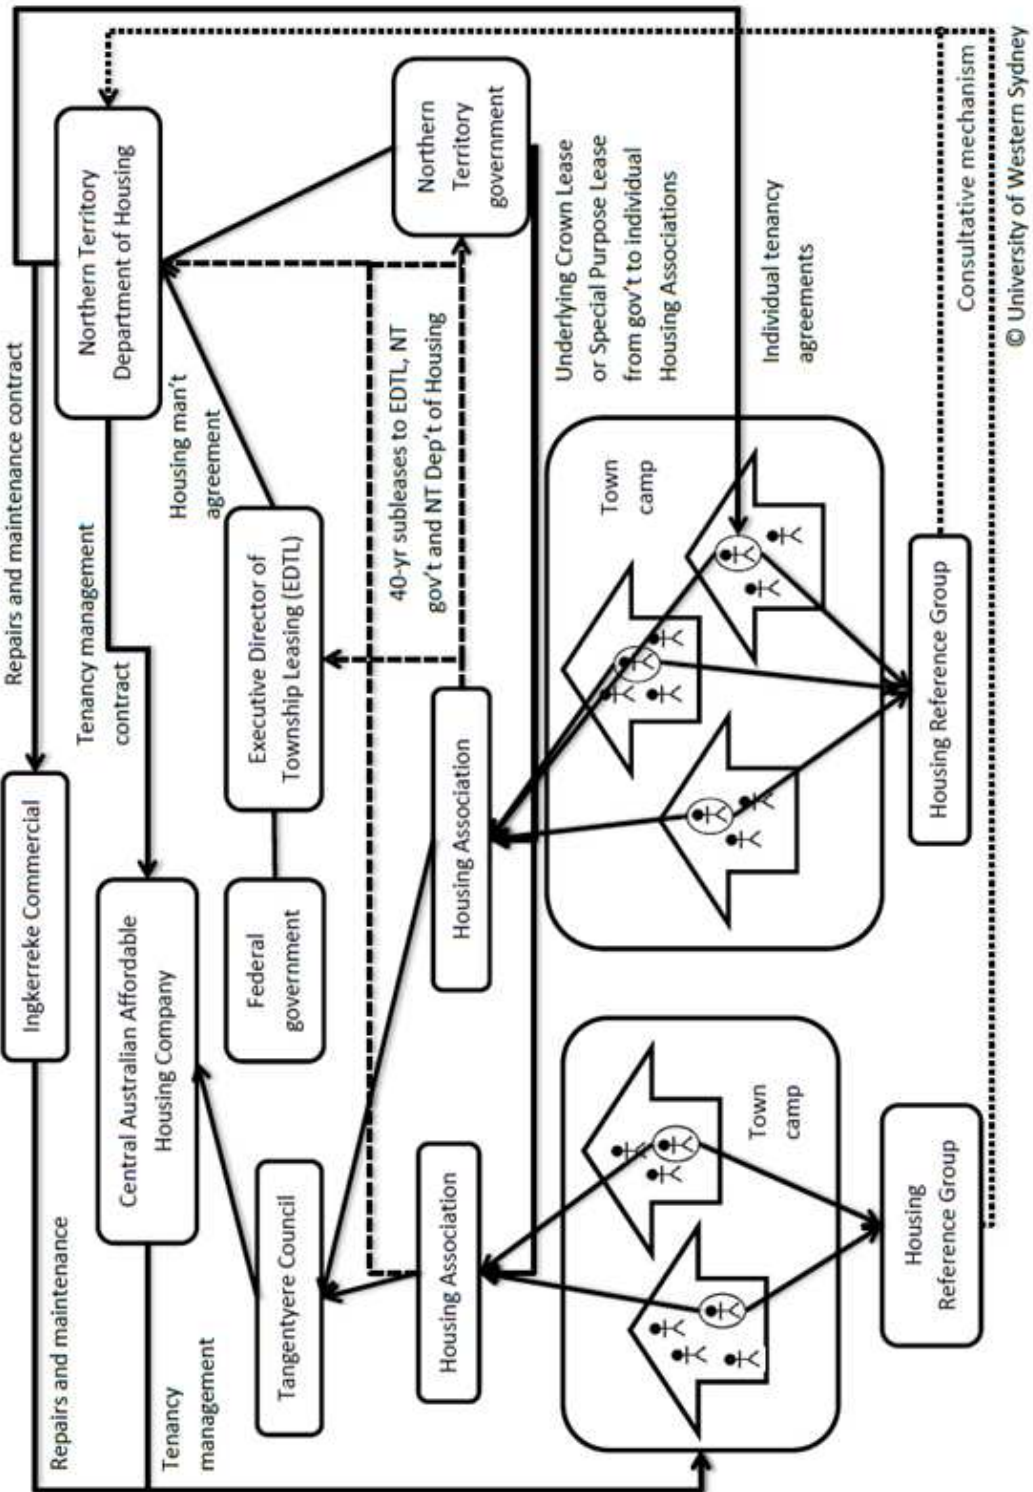 Repairs and maintenance
Ingkerreke Commercial
Repairs and maintenance contract
Tenancy
management
Central Australian Affordable
Housing Company
Tenancy management
contract
Northern Territory
Department of Housing
Tangentyere Council
Federal
government
Executive Director of
Township Leasing (EDTL)
Housing man't
agreement
Housing Association
Housing Association
40-yr subleases to EDTL, NT
gov't and NT Dep't of Housing
Northern
Territory
government
Underlying Crown Lease
or Special Purpose Lease
from gov't to individual
Housing Associations
Town
camp
Town
camp
Individual tenancy
agreements
Housing
Reference Group
Housing Reference Group
Consultative mechanism
© University of Western Sydney